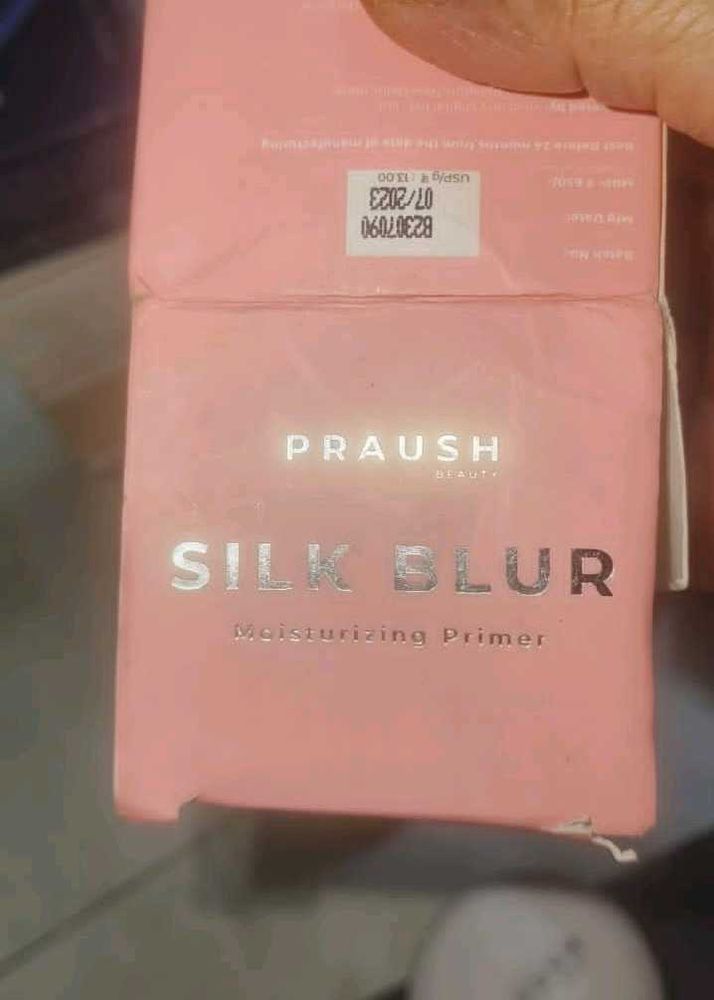 PRAUSH
BEAUTY
SILK BLUR
Moisturizing Primer
Batch No:
B2307090
Mfg Date:
07/2023
MRP: ₹ 650/-
USP/g ₹ : 13.00
Best Before 24 months from the date of manufacturing